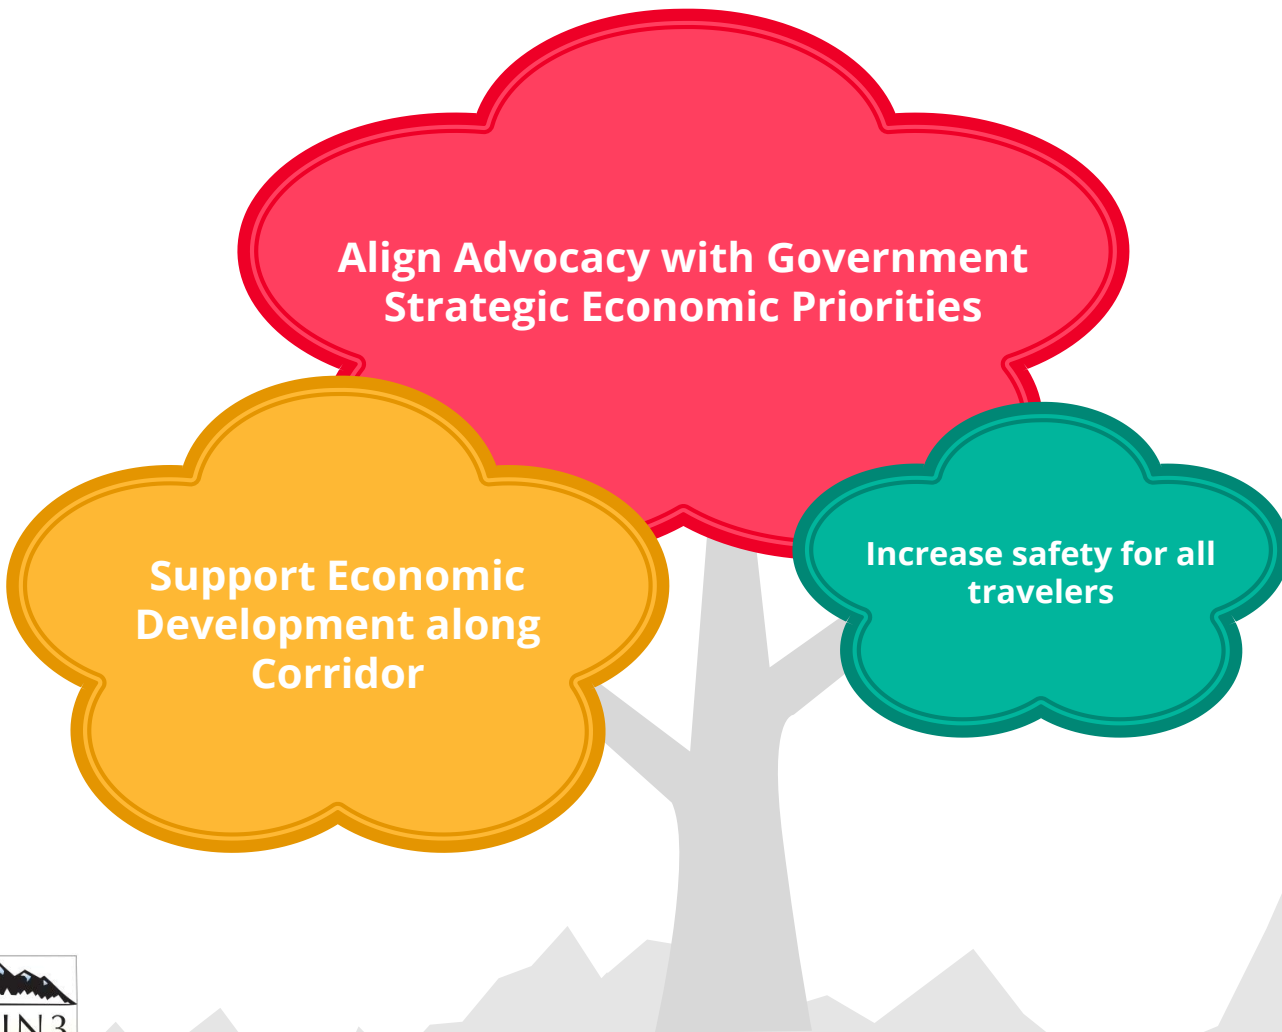 Align Advocacy with Government
Strategic Economic Priorities
Support Economic
Development along
Corridor
Increase safety for all
travelers